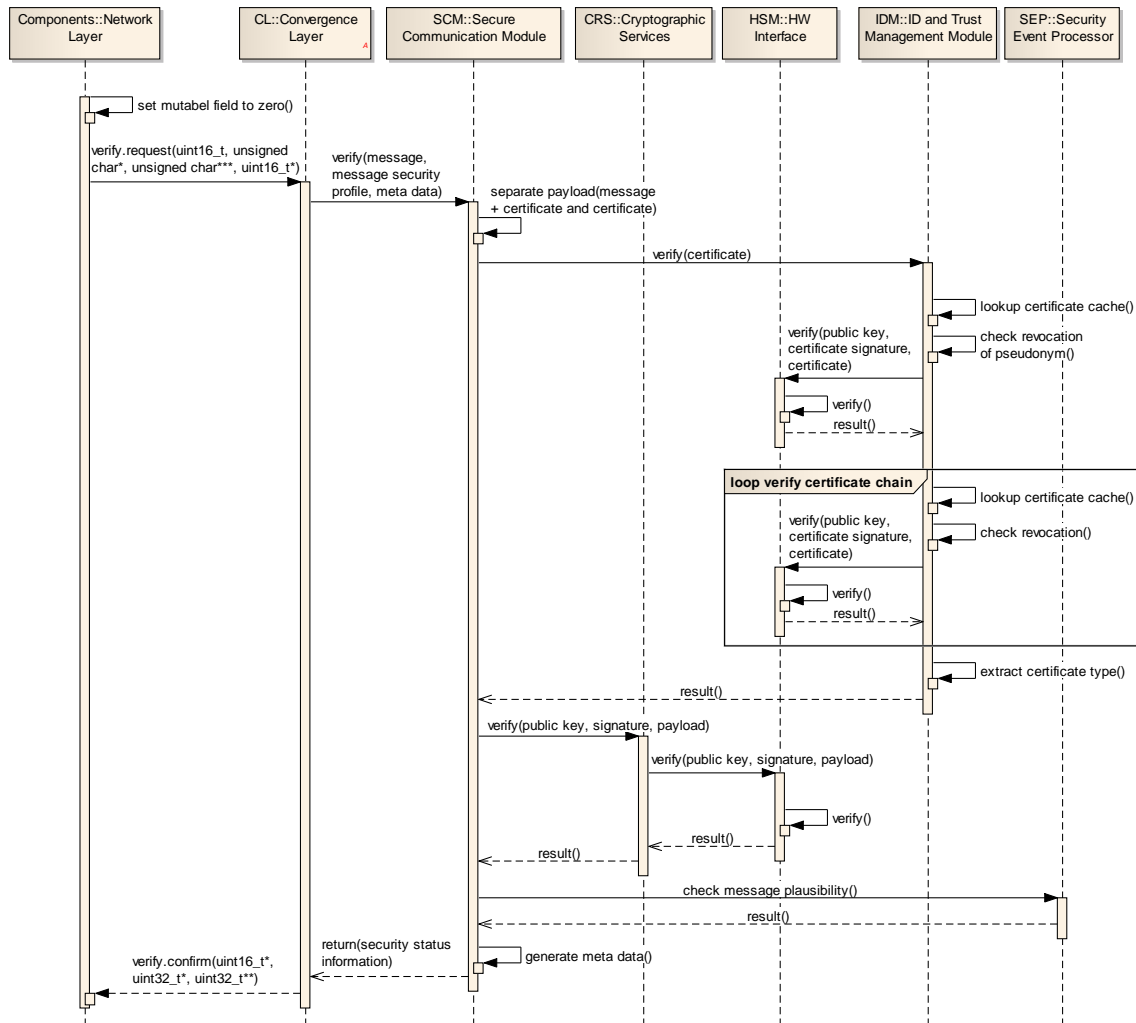 Components::Network
Layer
CL::Convergence
Layer
A
SCM::Secure
Communication Module
CRS::Cryptographic
Services
HSM::HW
Interface
IDM::ID and Trust
Management Module
SEP::Security
Event Processor
set mutabel field to zero()
verify.request(uint16_t, unsigned
char*, unsigned char***, uint16_t*)
verify(message,
message security
profile, meta data)
separate payload(message
+ certificate and certificate)
verify(certificate)
lookup certificate cache()
check revocation
of pseudonym()
verify(public key,
certificate signature,
certificate)
verify()
result()
loop verify certificate chain
lookup certificate cache()
check revocation()
verify(public key,
certificate signature,
certificate)
verify()
result()
extract certificate type()
result()
verify(public key, signature, payload)
verify(public key, signature, payload)
verify()
result()
result()
check message plausibility()
result()
generate meta data()
return(security status
information)
verify.confirm(uint16_t*,
uint32_t*, uint32_t**)